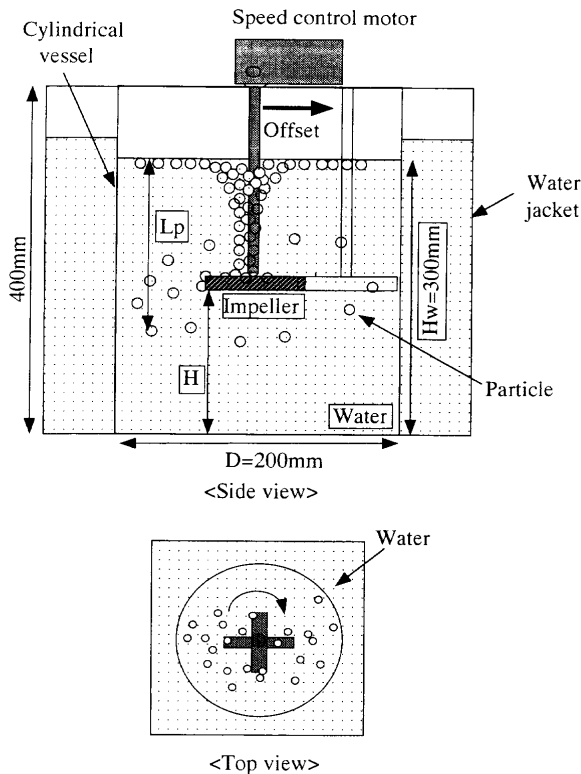 Speed control motor
Cylindrical
vessel
Offset
Water
jacket
Lp
400mm
Hw=300mm
Impeller
H
Particle
Water
D=200mm
<Side view>
Water
<Top view>